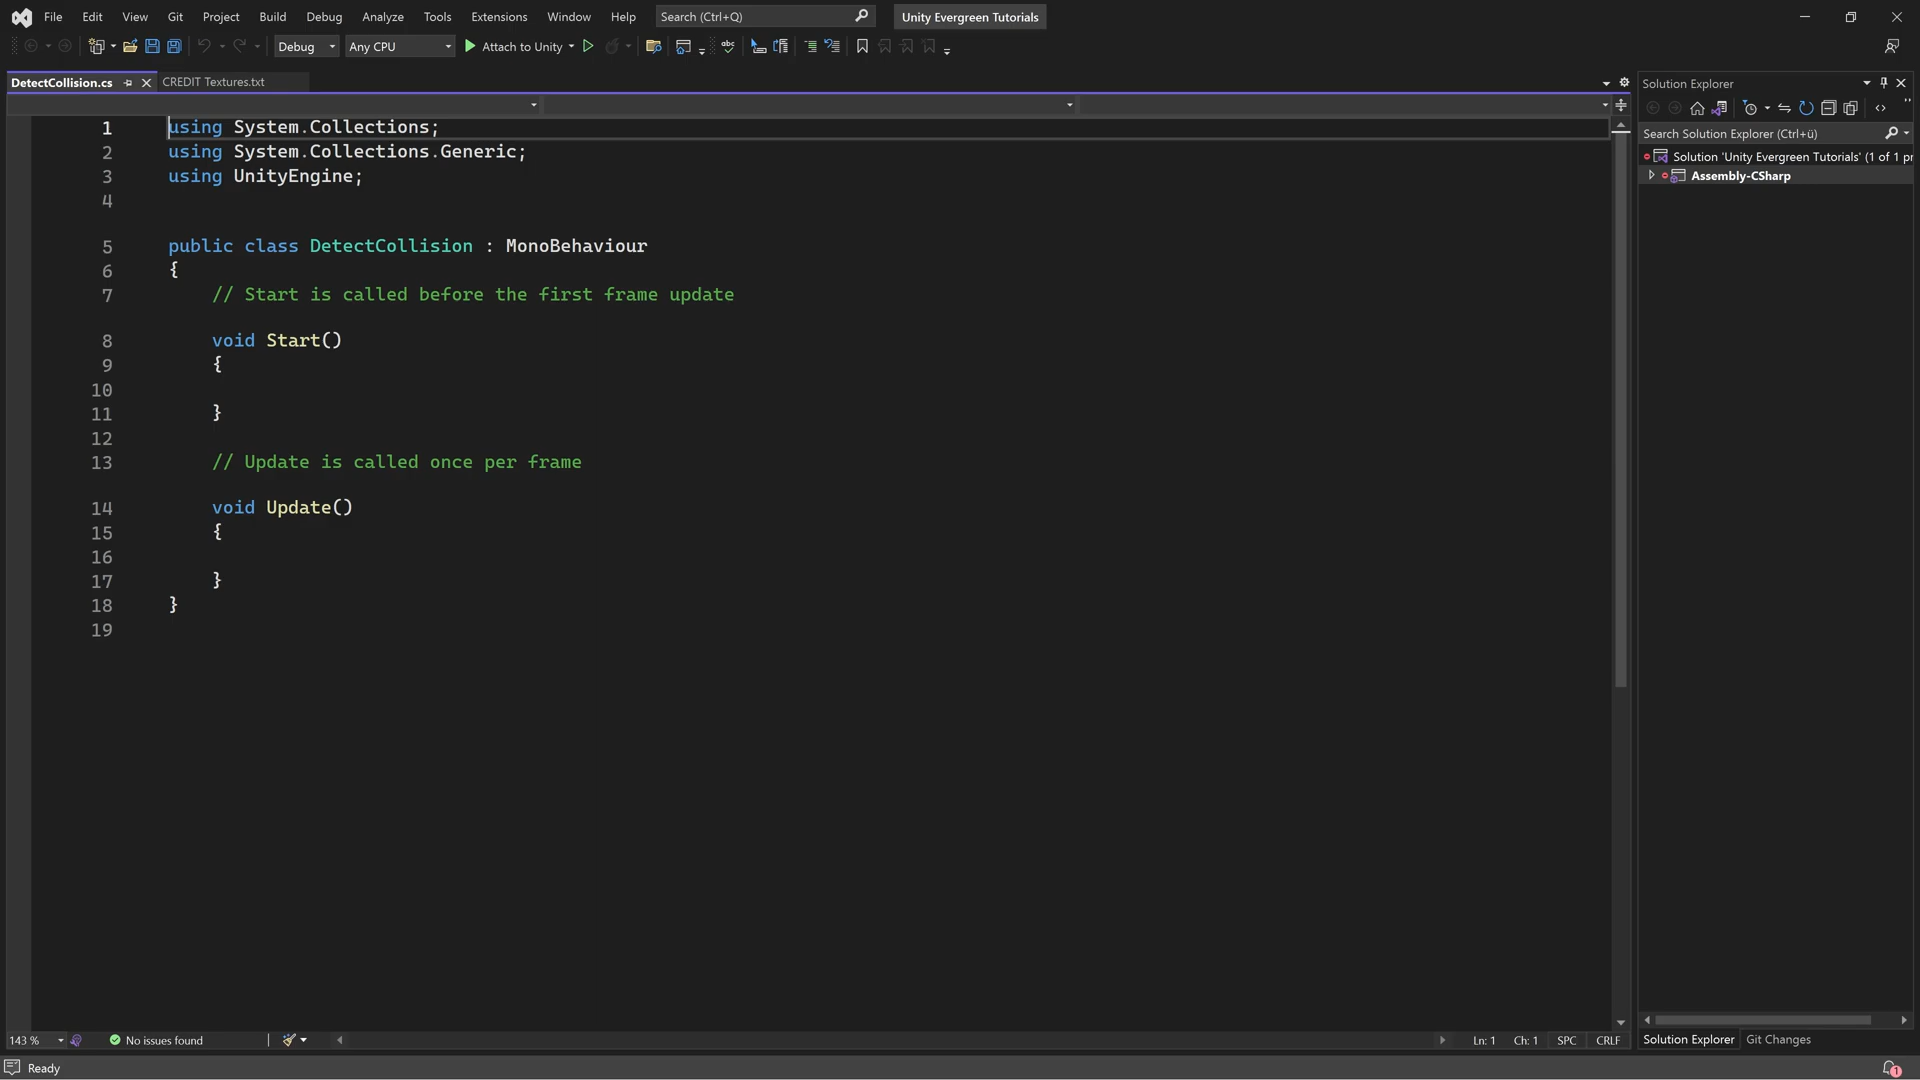 File Edit View Git Project Build Debug Analyze Tools Extensions Window Help Search (Ctrl+Q) Unity Evergreen Tutorials
Debug Any CPU Attach to Unity
DetectCollision.cs CREDIT Textures.txt
Solution Explorer
Search Solution Explorer (Ctrl+ü)
Solution 'Unity Evergreen Tutorials' (1 of 1 pr
Assembly-CSharp
1 using System.Collections;
2 using System.Collections.Generic;
3 using UnityEngine;
4
5 public class DetectCollision : MonoBehaviour
6 {
7 // Start is called before the first frame update
8 void Start()
9 {
10
11 }
12
13 // Update is called once per frame
14 void Update()
15 {
16
17 }
18 }
19
143 % No issues found Ln: 1 Ch: 1 SPC CRLF
Solution Explorer Git Changes
Ready 1